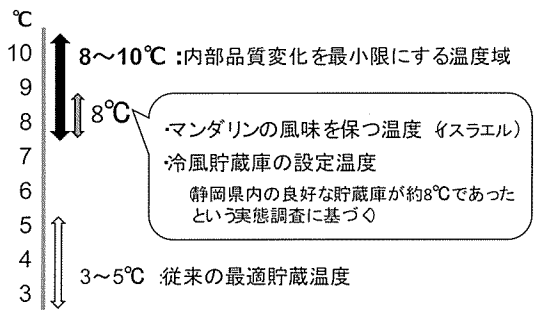 ℃
10
9
8
7
6
5
4
3
8～10℃：内部品質変化を最小限にする温度域
8℃
・マンダリンの風味を保つ温度（イスラエル）
・冷風貯蔵庫の設定温度
（静岡県内の良好な貯蔵庫が約8℃であった
という実態調査に基づく）
3～5℃：従来の最適貯蔵温度